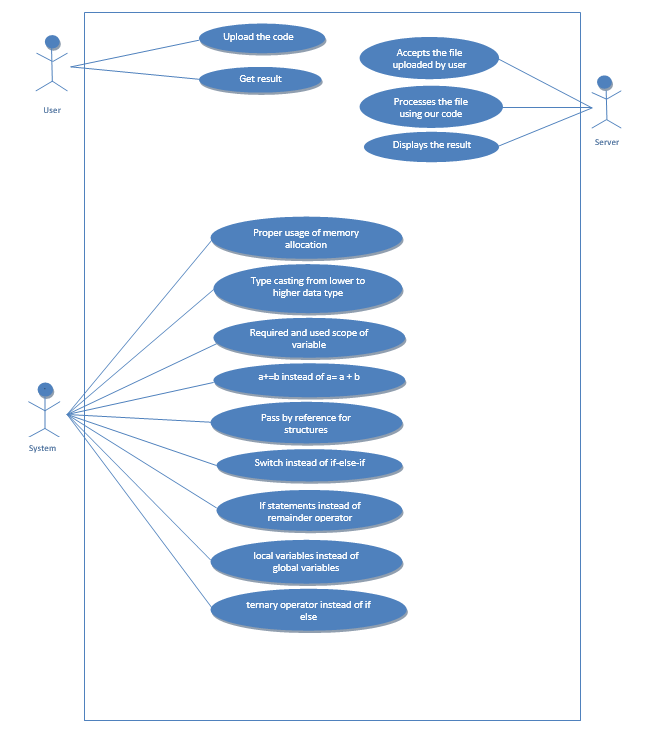 Upload the code
Get result
User
Accepts the file
uploaded by user
Processes the file
using our code
Displays the result
Server
Proper usage of memory
allocation
Type casting from lower to
higher data type
Required and used scope of
variable
a+=b instead of a= a + b
Pass by reference for
structures
Switch instead of if-else-if
If statements instead of
remainder operator
local variables instead of
global variables
ternary operator instead of if
else
System